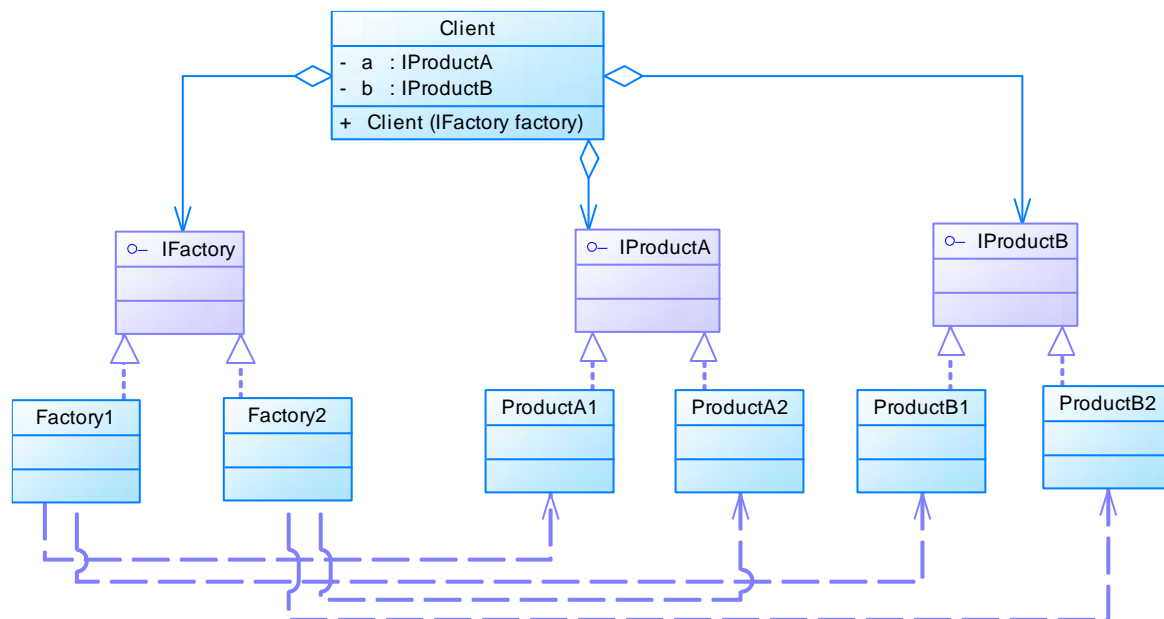 Client
- a : IProductA
- b : IProductB
+ Client (IFactory factory)
IFactory
IProductA
IProductB
Factory1
Factory2
ProductA1
ProductA2
ProductB1
ProductB2